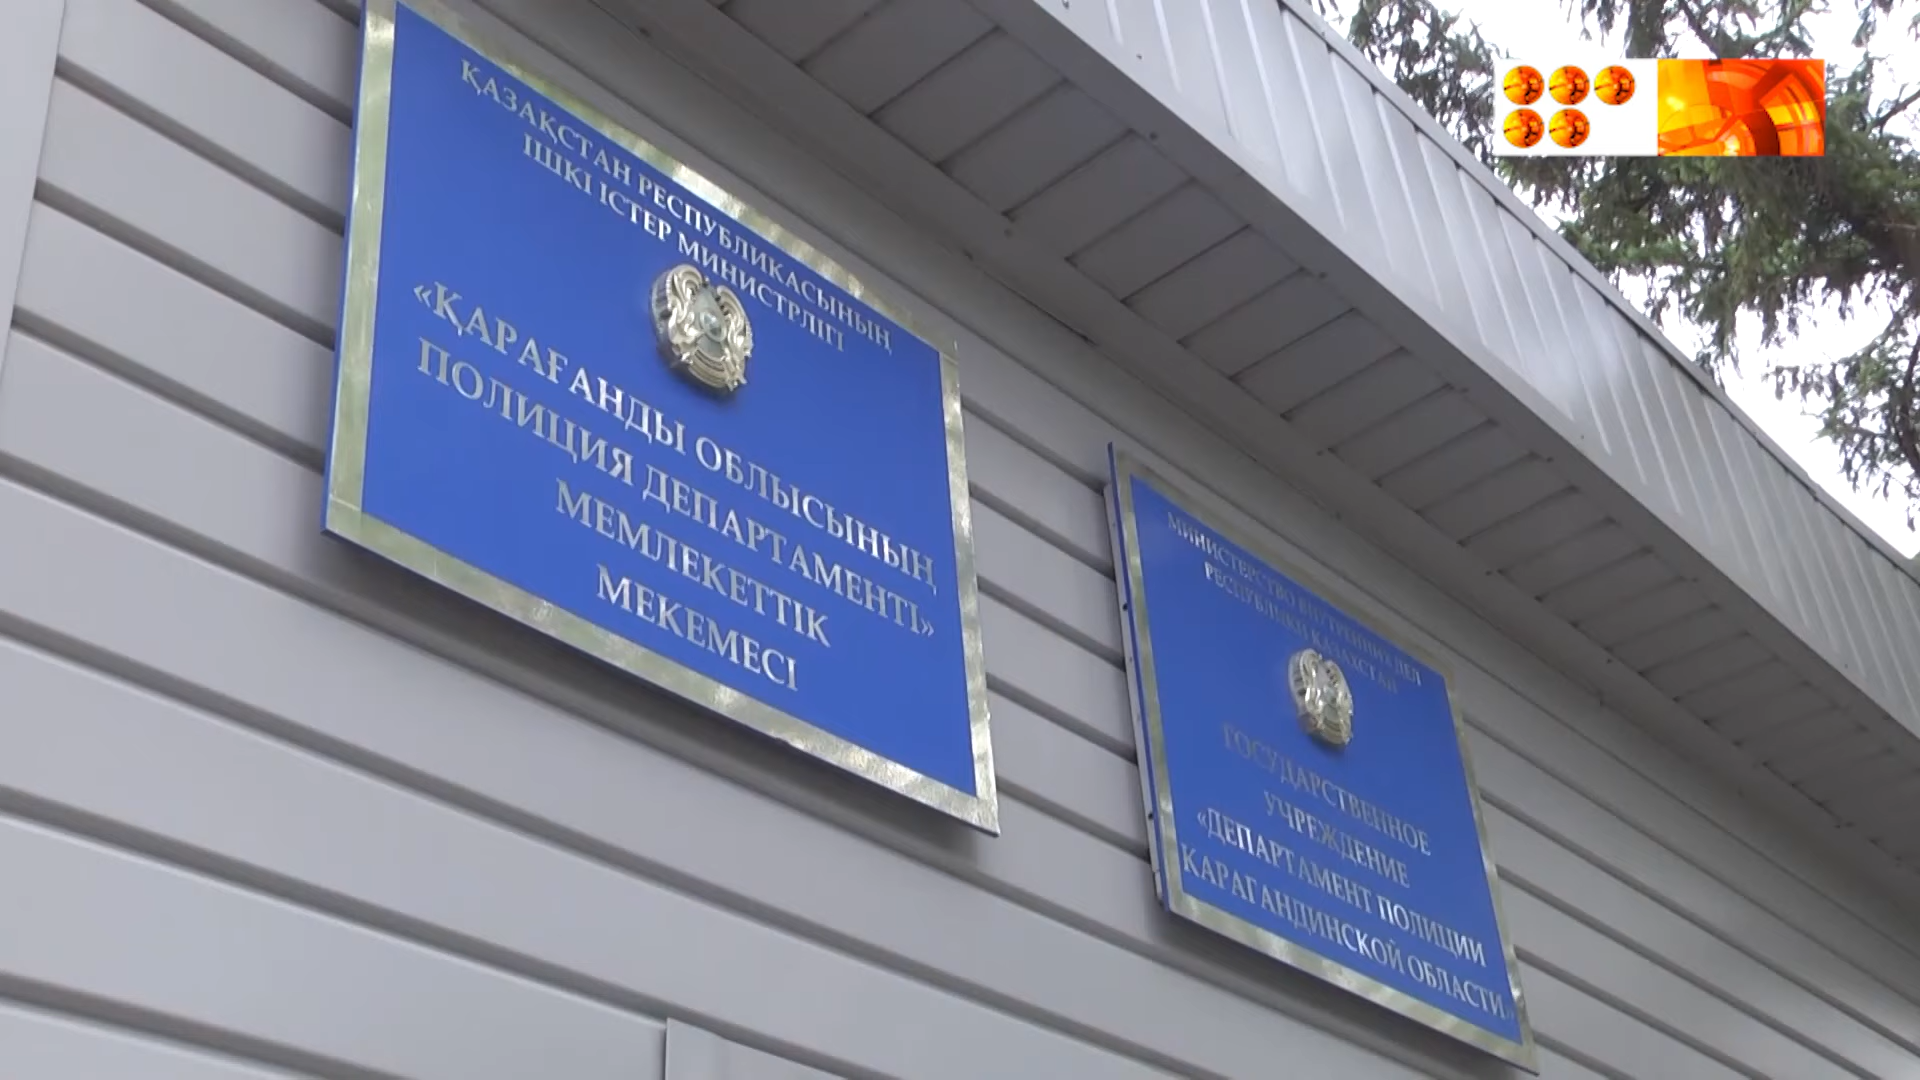 ҚАЗАҚСТАН РЕСПУБЛИКАСЫНЫҢ
ІШКІ ІСТЕР МИНИСТРЛІГІ
«ҚАРАҒАНДЫ ОБЛЫСЫНЫҢ
ПОЛИЦИЯ ДЕПАРТАМЕНТІ»
МЕМЛЕКЕТТІК
МЕКЕМЕСІ
МИНИСТЕРСТВО ВНУТРЕННИХ ДЕЛ
РЕСПУБЛИКИ КАЗАХСТАН
ГОСУДАРСТВЕННОЕ
УЧРЕЖДЕНИЕ
«ДЕПАРТАМЕНТ ПОЛИЦИИ
КАРАГАНДИНСКОЙ ОБЛАСТИ»